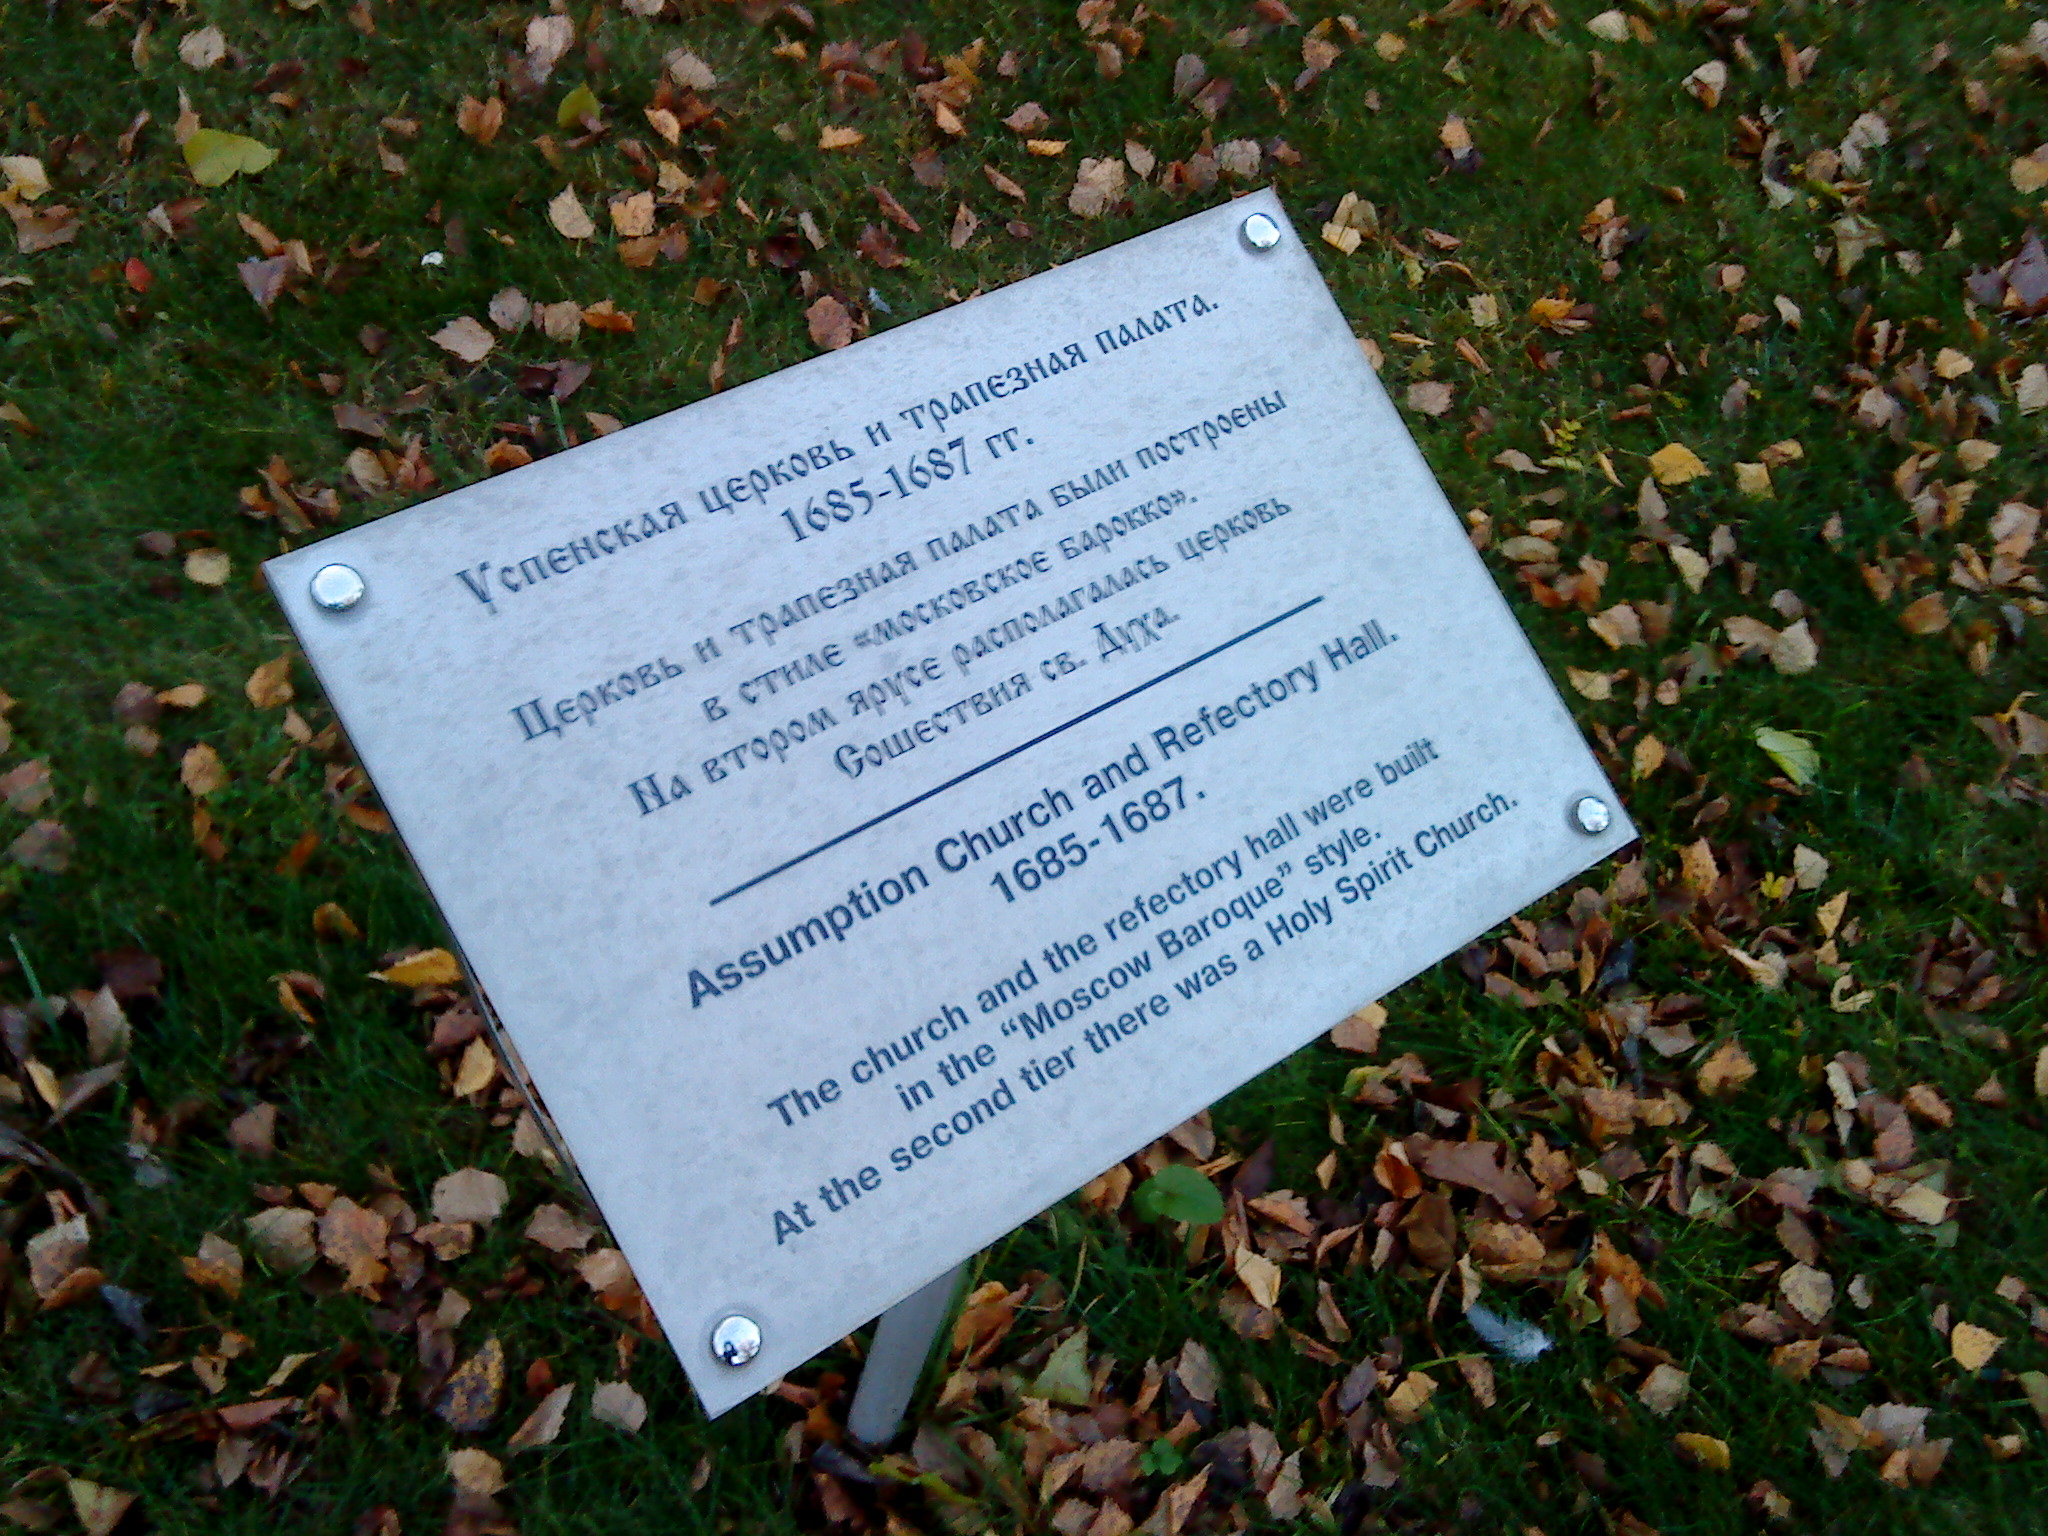 Успенская церковь и трапезная палата.
1685-1687 гг.
Церковь и трапезная палата были построены
в стиле «московское барокко».
На втором ярусе располагалась церковь
Сошествия св. Духа.
Assumption Church and Refectory Hall.
1685-1687.
The church and the refectory hall were built
in the “Moscow Baroque” style.
At the second tier there was a Holy Spirit Church.